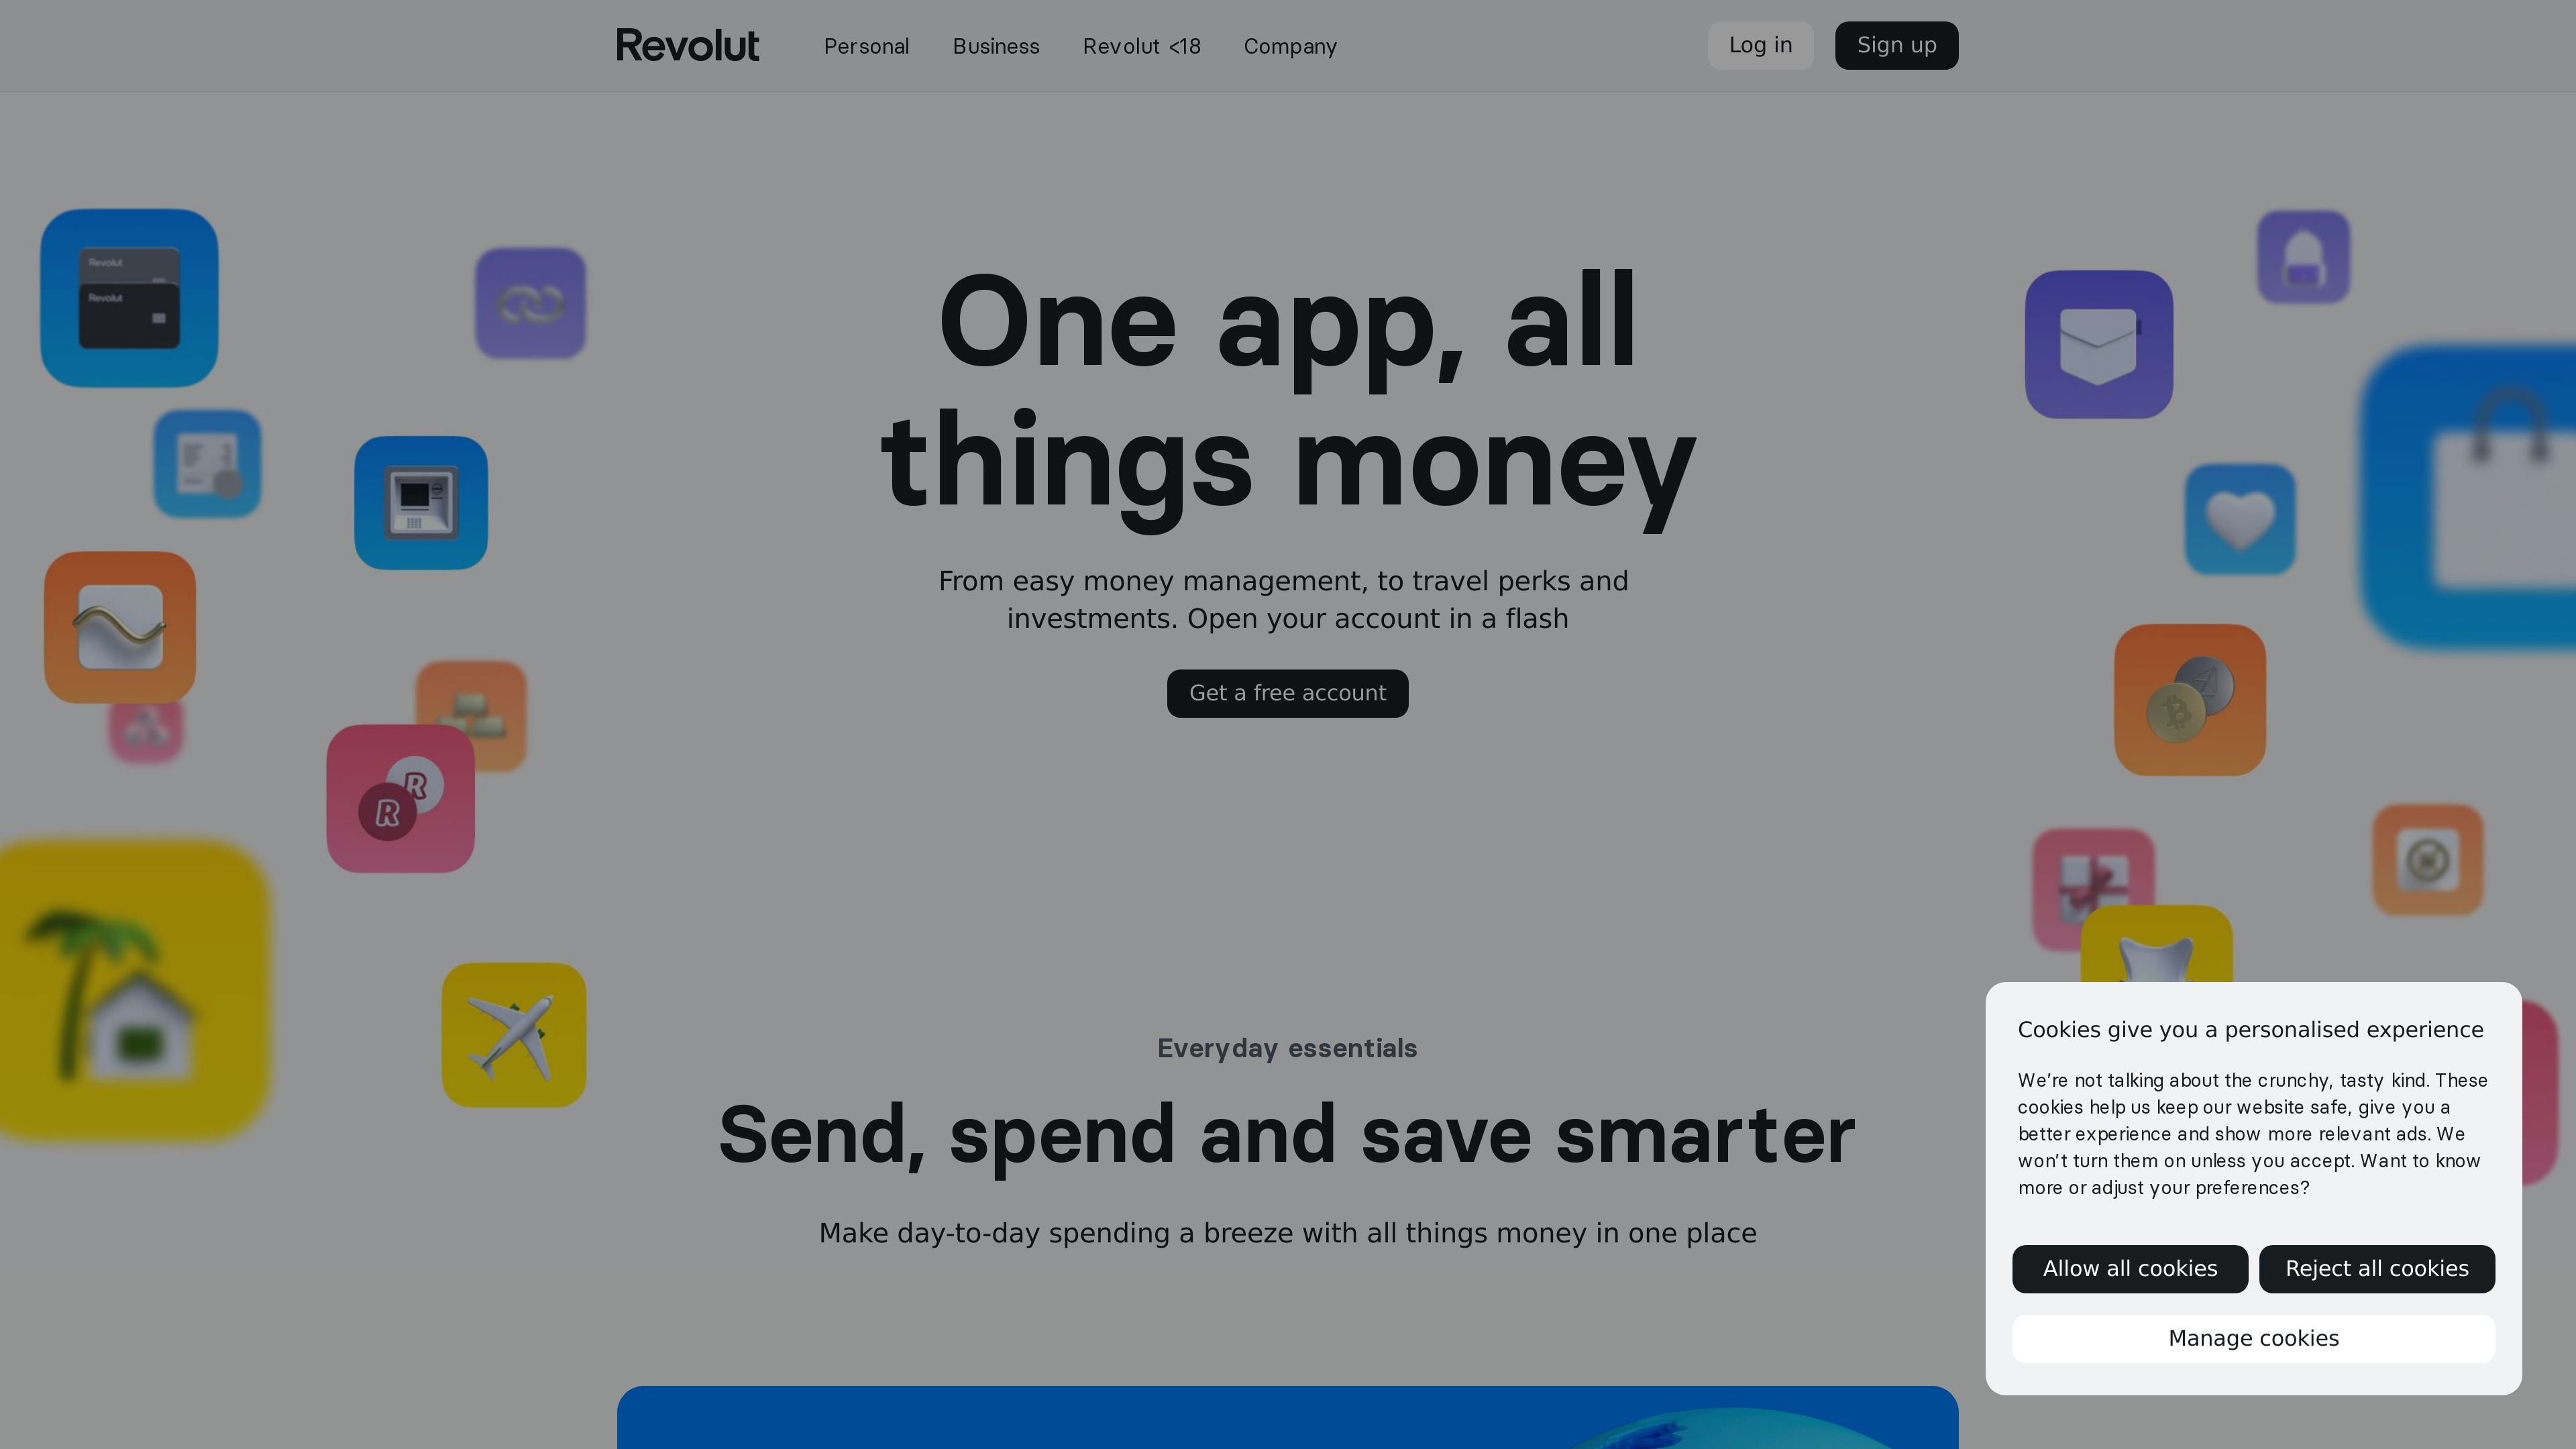 Revolut
Personal
Business
Revolut <18
Company
Log in
Sign up
Revolut
Revolut
One app, all
things money
From easy money management, to travel perks and
investments. Open your account in a flash
Get a free account
R
R
Everyday essentials
Send, spend and save smarter
Make day-to-day spending a breeze with all things money in one place
Cookies give you a personalised experience
We’re not talking about the crunchy, tasty kind. These
cookies help us keep our website safe, give you a
better experience and show more relevant ads. We
won’t turn them on unless you accept. Want to know
more or adjust your preferences?
Allow all cookies
Reject all cookies
Manage cookies